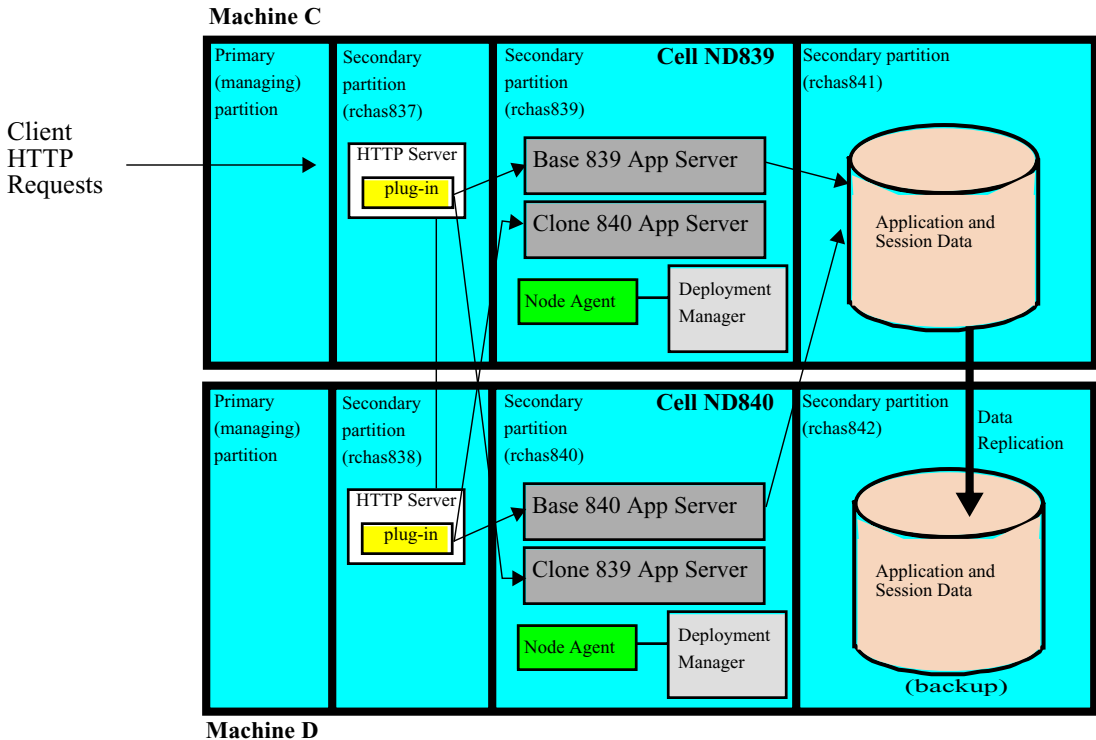 Machine C
Client
HTTP
Requests
Primary
(managing)
partition
Secondary
partition
(rchas837)
HTTP Server
plug-in
Secondary
partition
(rchas839)
Cell ND839
Base 839 App Server
Clone 840 App Server
Node Agent
Deployment
Manager
Secondary partition
(rchas841)
Application and
Session Data
Primary
(managing)
partition
Secondary
partition
(rchas838)
HTTP Server
plug-in
Secondary
partition
(rchas840)
Cell ND840
Base 840 App Server
Clone 839 App Server
Node Agent
Deployment
Manager
Secondary partition
(rchas842)
Data
Replication
Application and
Session Data
(backup)
Machine D